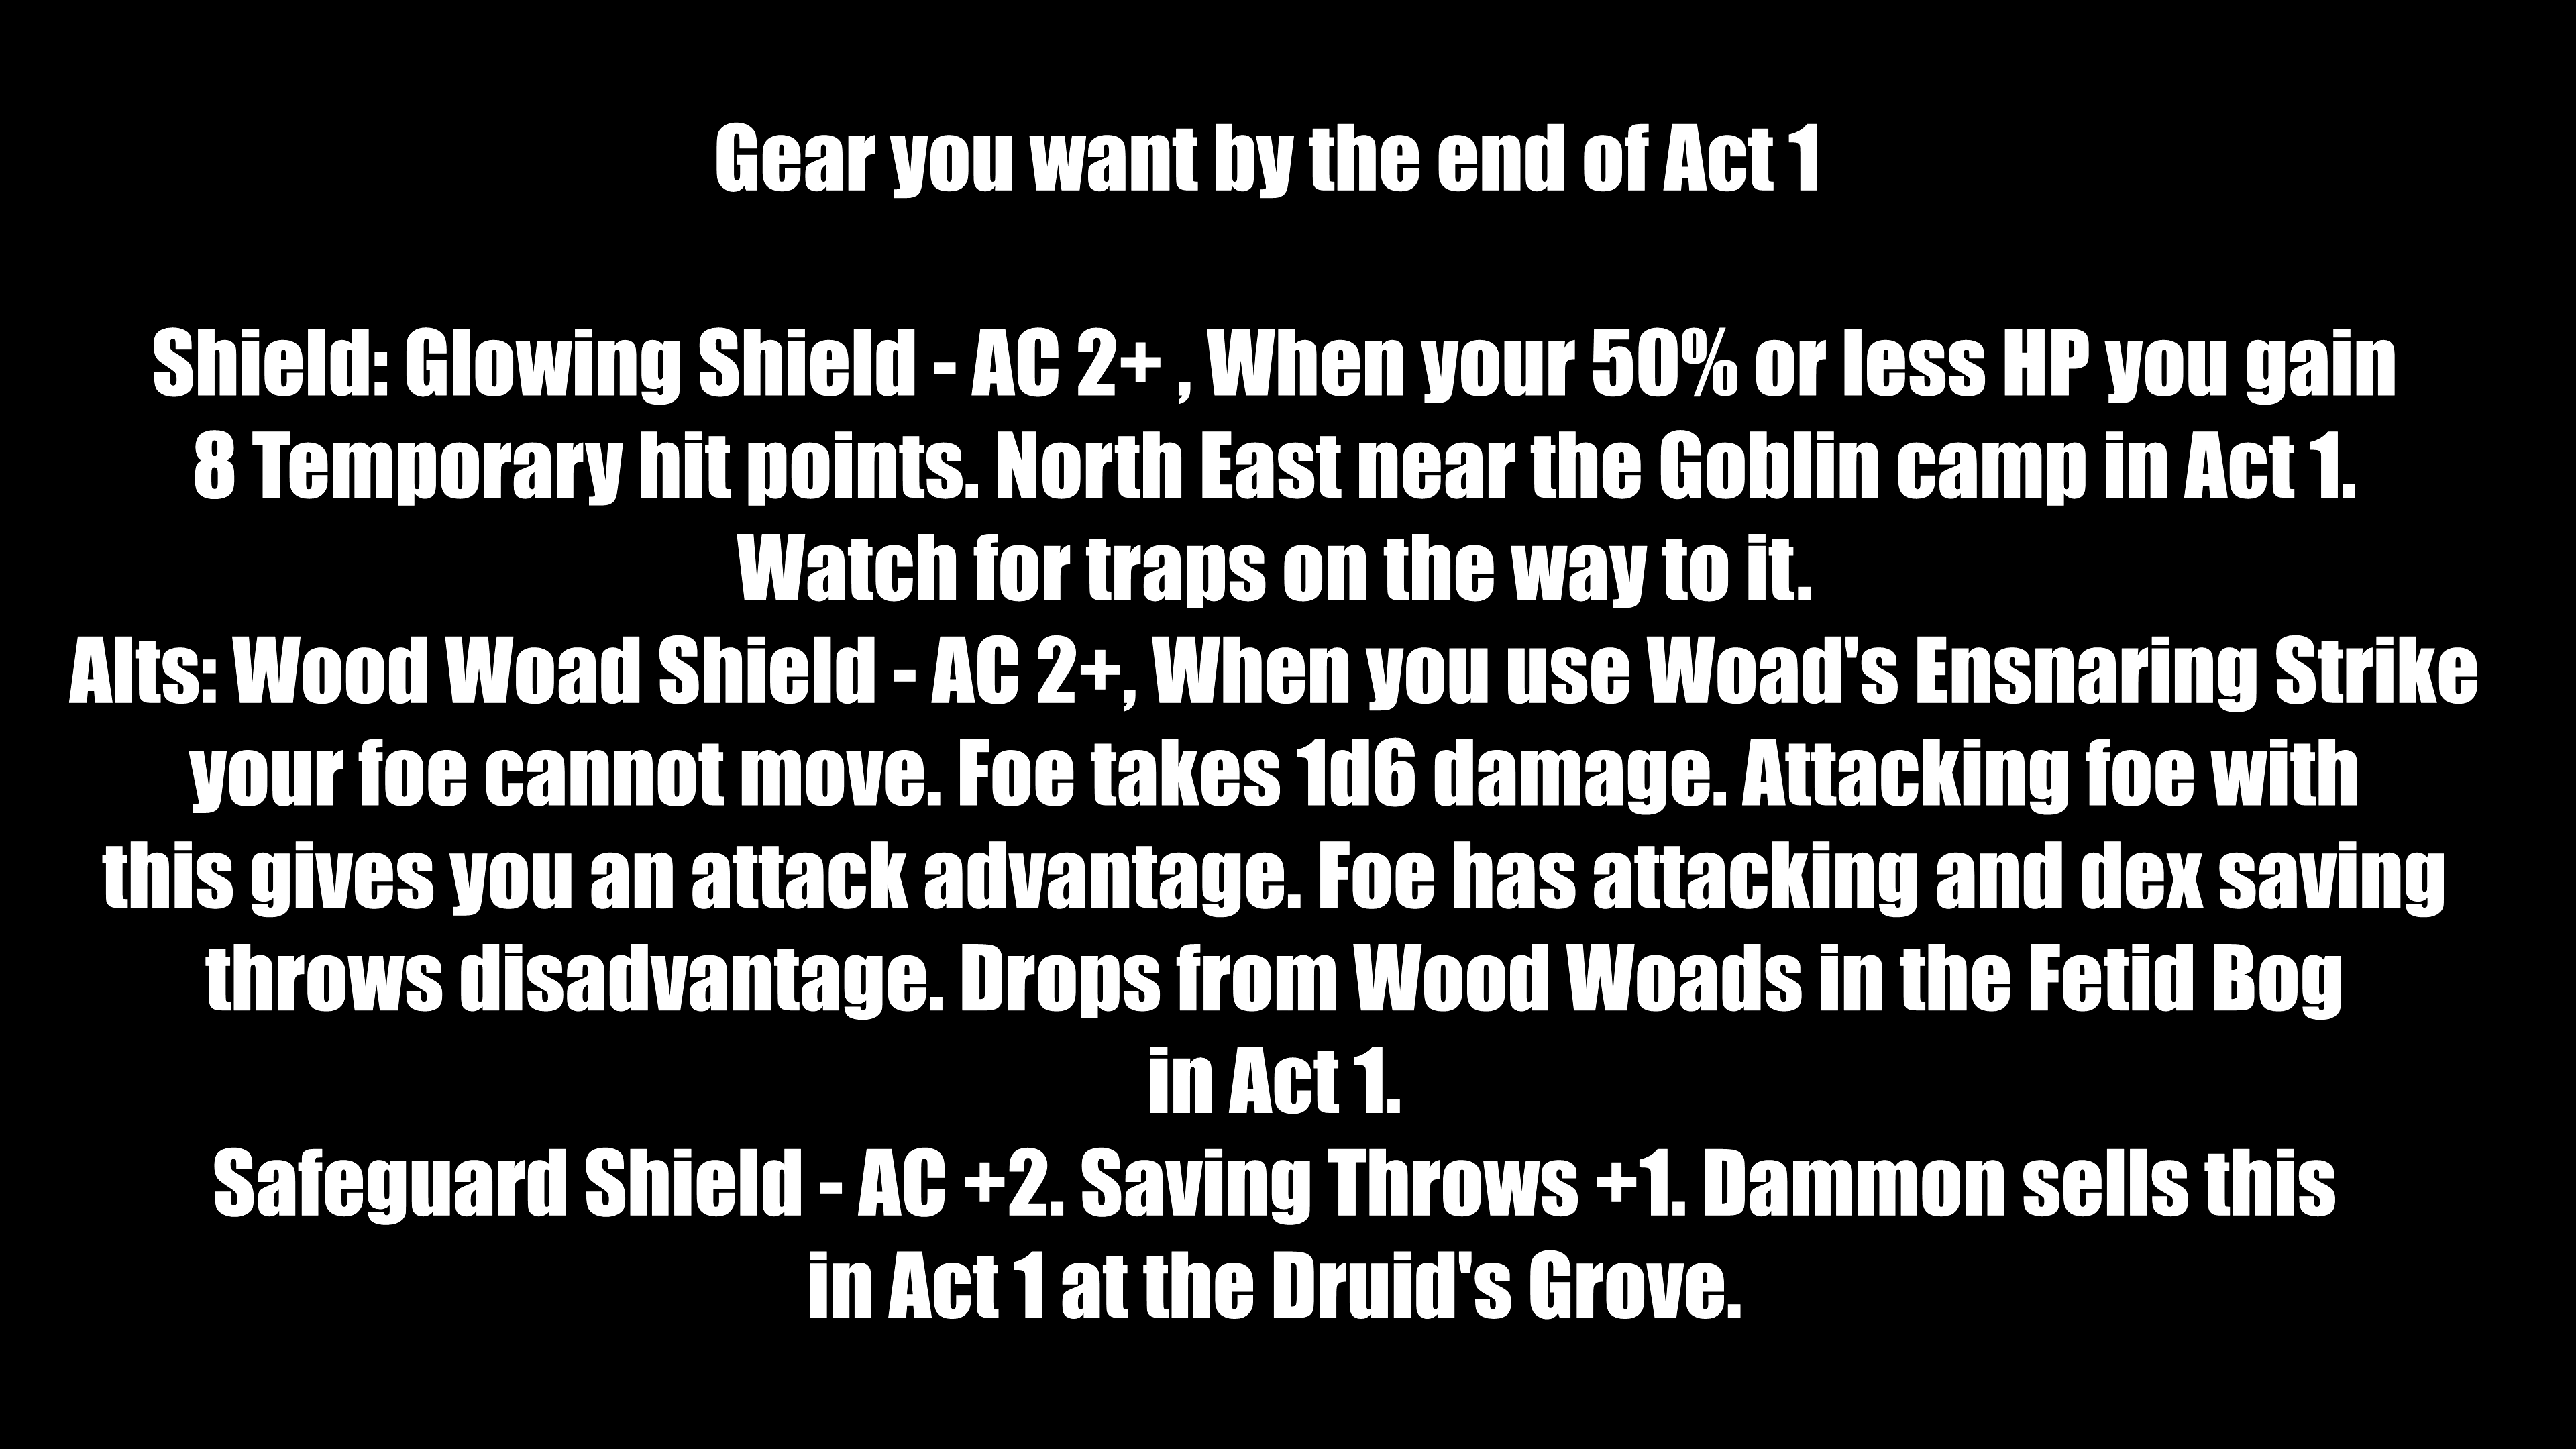 Gear you want by the end of Act 1
Shield: Glowing Shield - AC 2+ , When your 50% or less HP you gain
8 Temporary hit points. North East near the Goblin camp in Act 1.
Watch for traps on the way to it.
Alts: Wood Woad Shield - AC 2+, When you use Woad's Ensnaring Strike
your foe cannot move. Foe takes 1d6 damage. Attacking foe with
this gives you an attack advantage. Foe has attacking and dex saving
throws disadvantage. Drops from Wood Woads in the Fetid Bog
in Act 1.
Safeguard Shield - AC +2. Saving Throws +1. Dammon sells this
in Act 1 at the Druid's Grove.